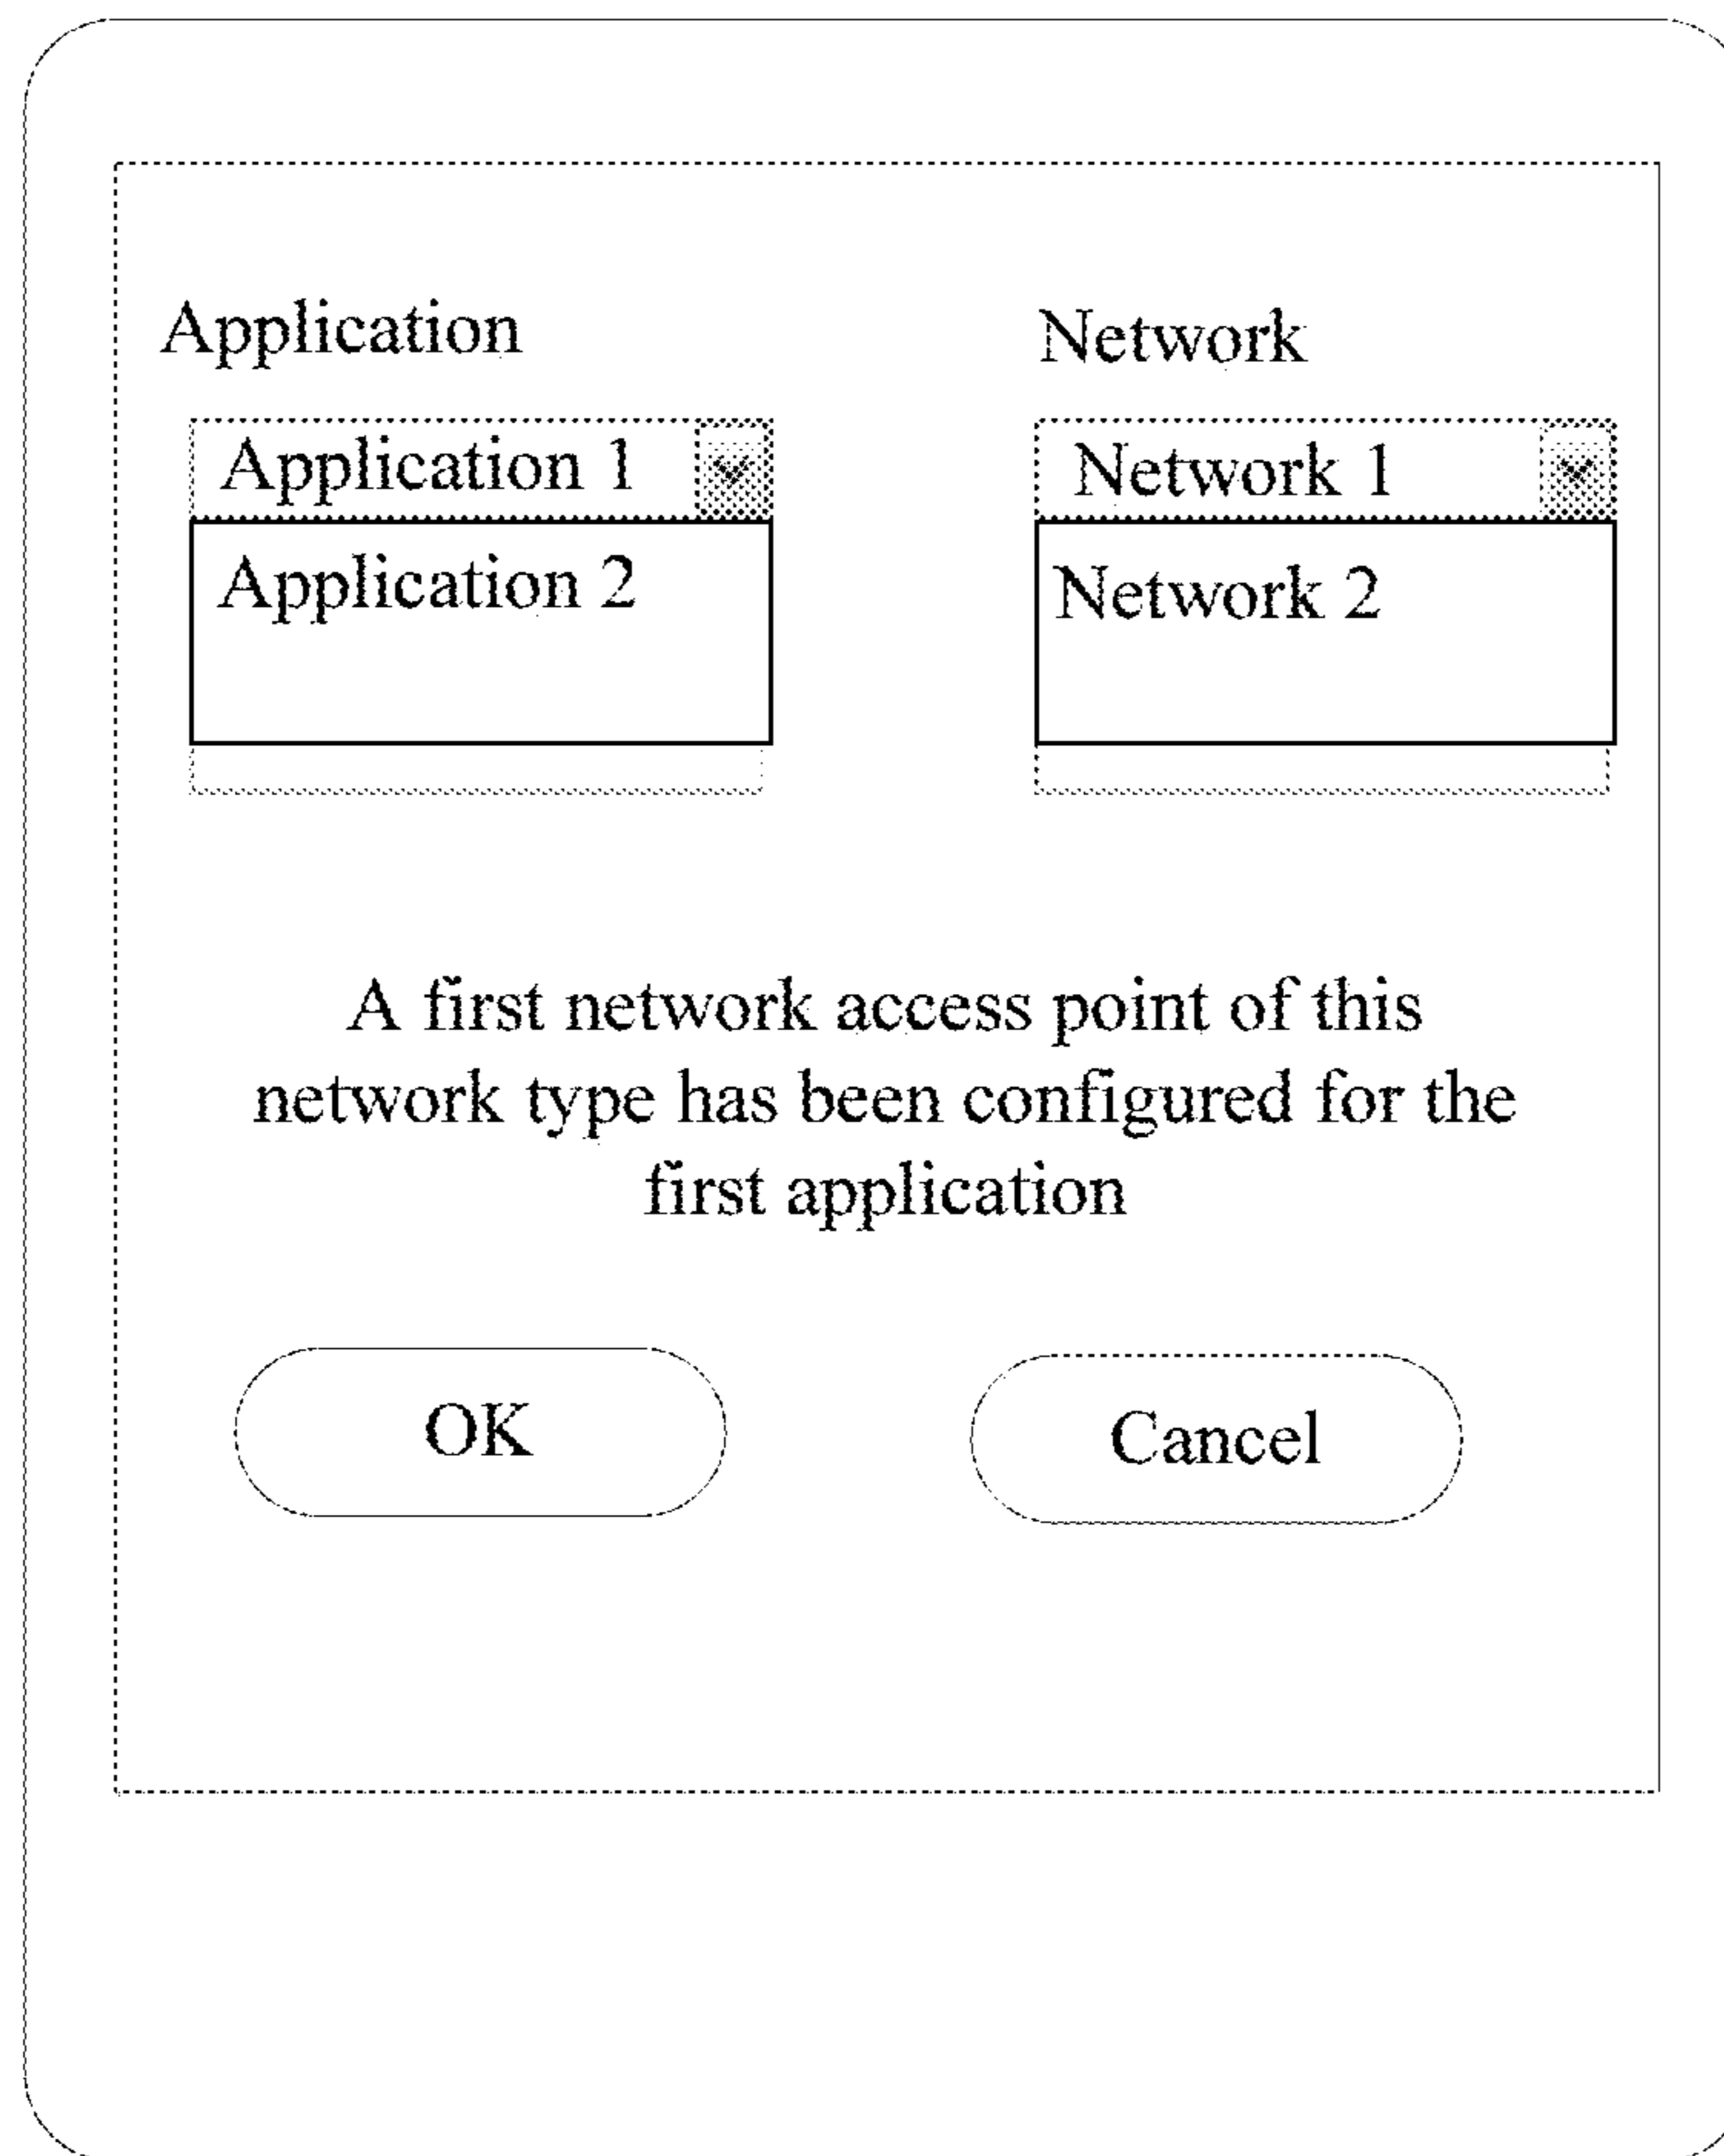 Application
Network
Application 1
Network 1
Application 2
Network 2
A first network access point of this
network type has been configured for the
first application
OK
Cancel